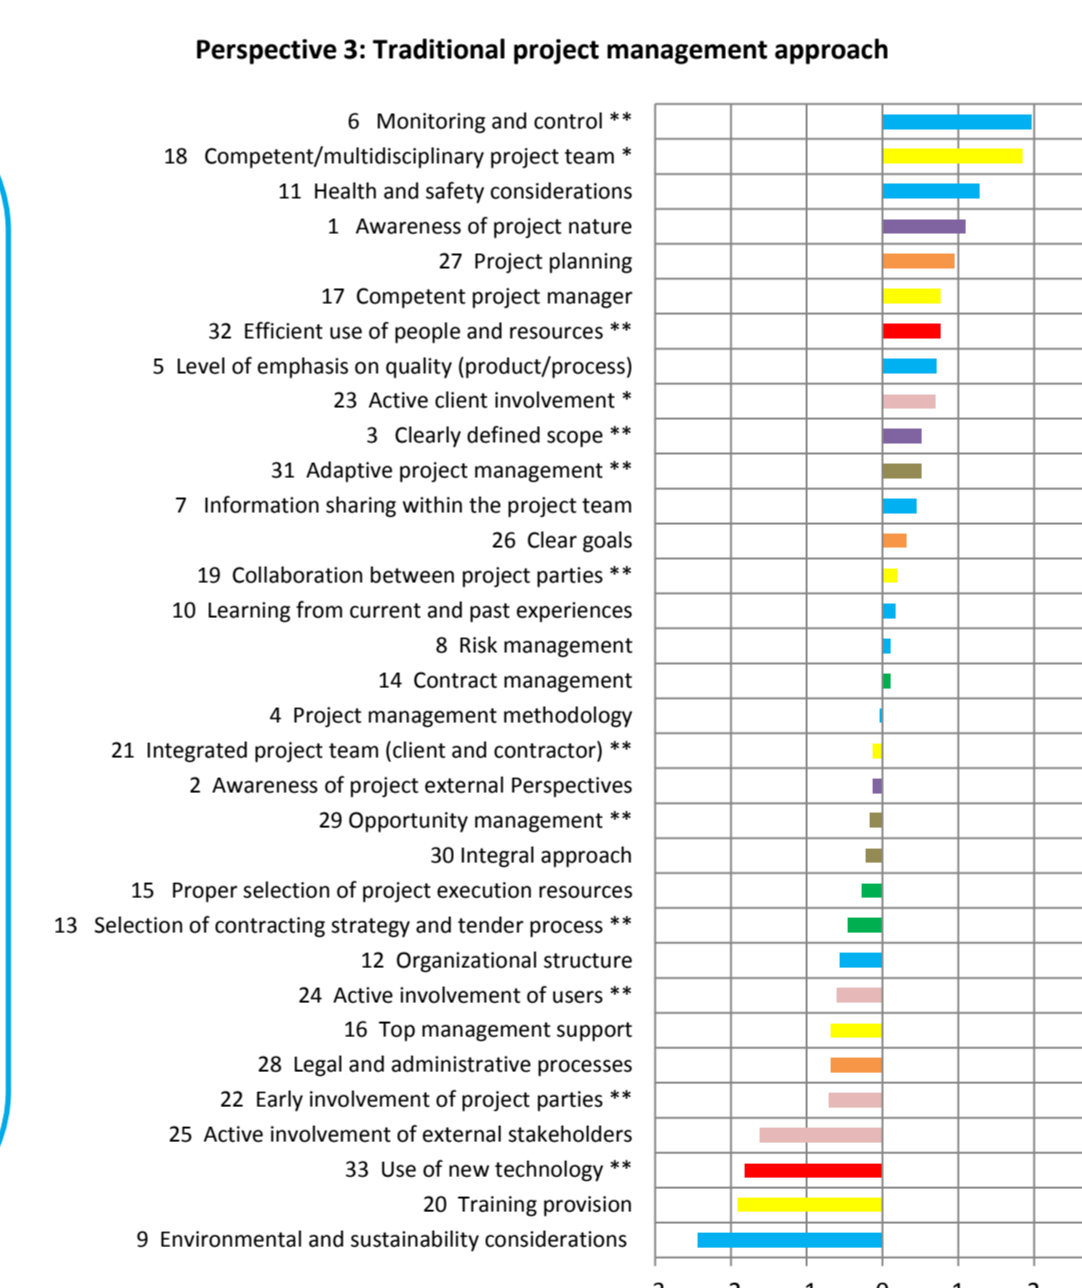 Perspective 3: Traditional project management approach
6 Monitoring and control **
18 Competent/multidisciplinary project team *
11 Health and safety considerations
1 Awareness of project nature
27 Project planning
17 Competent project manager
32 Efficient use of people and resources **
5 Level of emphasis on quality (product/process)
23 Active client involvement *
3 Clearly defined scope **
31 Adaptive project management **
7 Information sharing within the project team
26 Clear goals
19 Collaboration between project parties **
10 Learning from current and past experiences
8 Risk management
14 Contract management
4 Project management methodology
21 Integrated project team (client and contractor) **
2 Awareness of project external Perspectives
29 Opportunity management **
30 Integral approach
15 Proper selection of project execution resources
13 Selection of contracting strategy and tender process **
12 Organizational structure
24 Active involvement of users **
16 Top management support
28 Legal and administrative processes
22 Early involvement of project parties **
25 Active involvement of external stakeholders
33 Use of new technology **
20 Training provision
9 Environmental and sustainability considerations